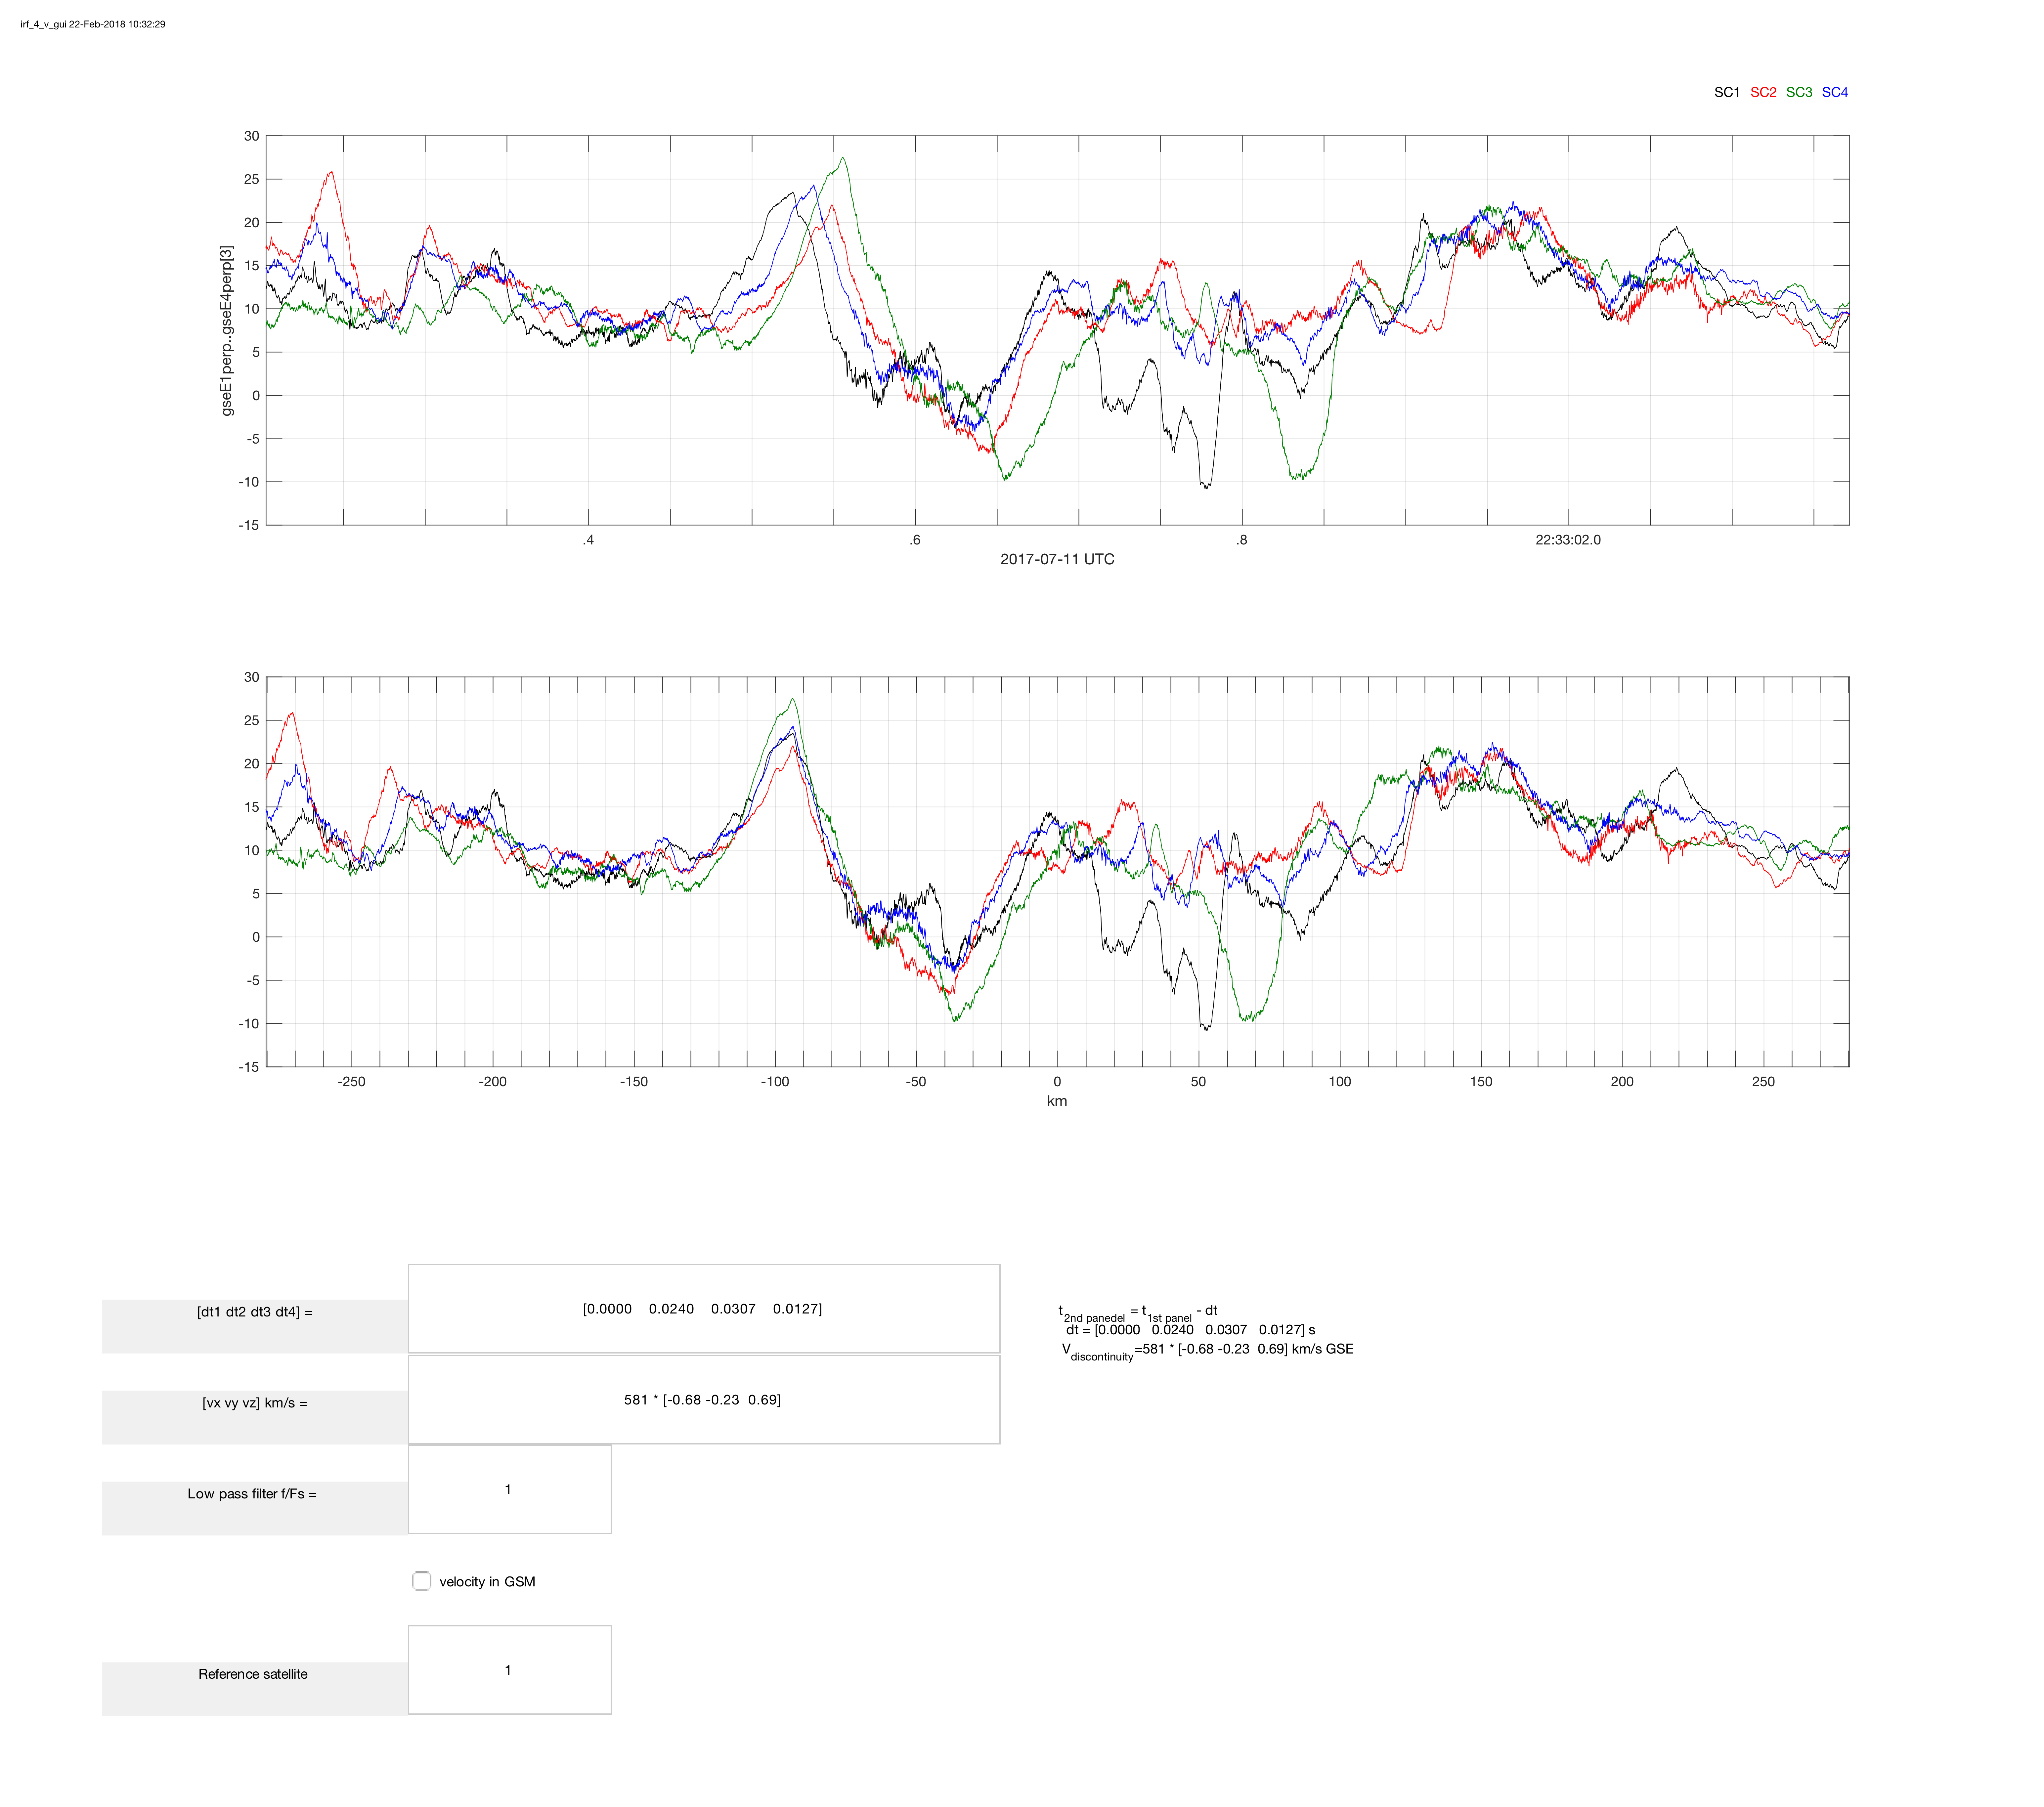 irf_4_v_gui 22-Feb-2018 10:32:29
SC1 SC2 SC3 SC4
30
25
20
15
10
5
0
-5
-10
-15
gseE1perp..gseE4perp[3]
.4 .6 .8 22:33:02.0
2017-07-11 UTC
30
25
20
15
10
5
0
-5
-10
-15
-250 -200 -150 -100 -50 0 50 100 150 200 250
km
[dt1 dt2 dt3 dt4] = [0.0000 0.0240 0.0307 0.0127]
t2nd panedel = t1st panel - dt
dt = [0.0000 0.0240 0.0307 0.0127] s
Vdiscontinuity=581 * [-0.68 -0.23 0.69] km/s GSE
[vx vy vz] km/s = 581 * [-0.68 -0.23 0.69]
Low pass filter f/Fs = 1
velocity in GSM
Reference satellite 1